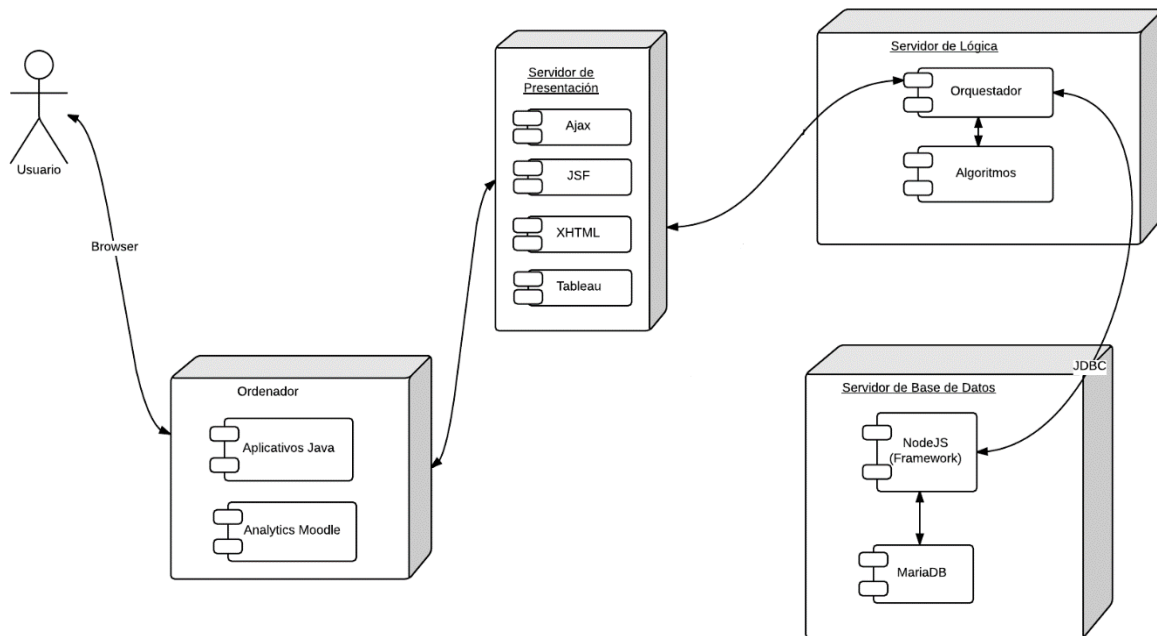 Usuario
Browser
Ordenador
Aplicativos Java
Analytics Moodle
Servidor de
Presentación
Ajax
JSF
XHTML
Tableau
Servidor de Lógica
Orquestador
Algoritmos
JDBC
Servidor de Base de Datos
NodeJS
(Framework)
MariaDB